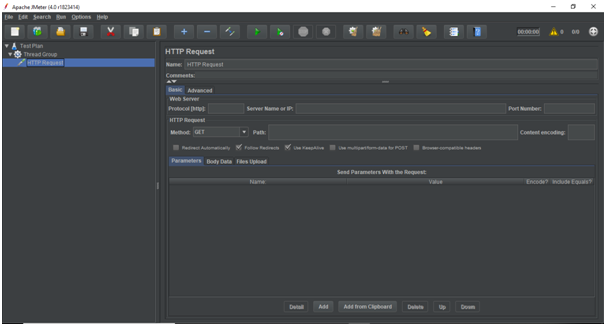 Apache JMeter (4.0 r1823414)
File Edit Search Run Options Help
00:00:00 0 0/0
Test Plan
Thread Group
HTTP Request
HTTP Request
Name: HTTP Request
Comments:
Basic Advanced
Web Server
Protocol [http]: Server Name or IP: Port Number:
HTTP Request
Method: GET Path: Content encoding:
Redirect Automatically Follow Redirects Use KeepAlive Use multipart/form-data for POST Browser-compatible headers
Parameters Body Data Files Upload
Send Parameters With the Request:
Name Value Encode? Include Equals?
Detail Add Add from Clipboard Delete Up Down